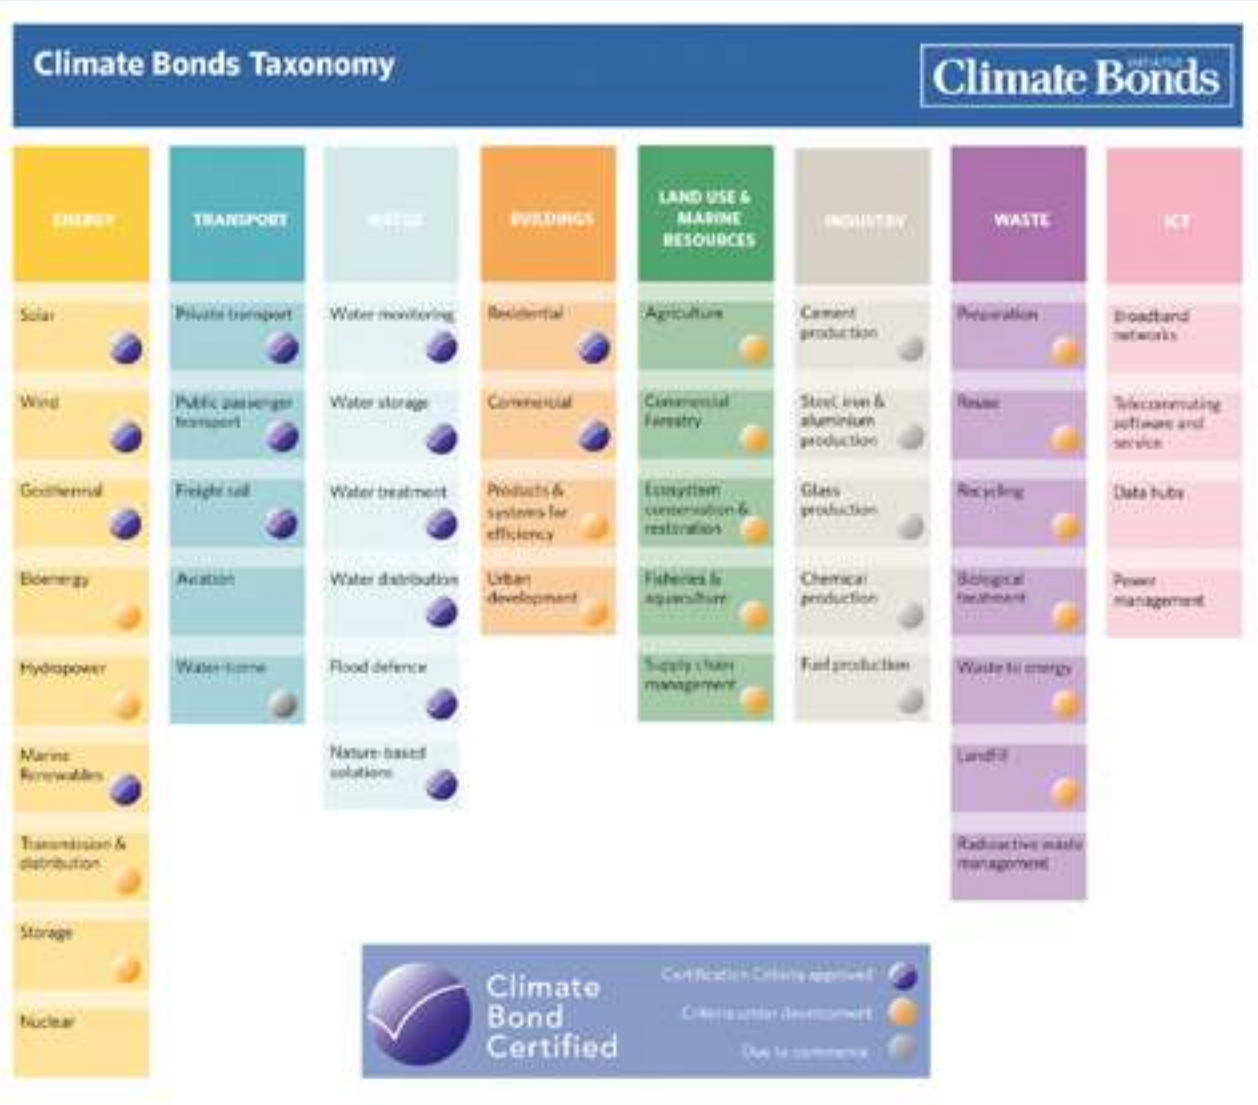 Climate Bonds Taxonomy
INITIATIVE
Climate Bonds
ENERGY
Solar
Wind
Geothermal
Bioenergy
Hydropower
Marine
Renewables
Transmission &
distribution
Storage
Nuclear
TRANSPORT
Private transport
Public passenger
transport
Freight rail
Aviation
Water-borne
WATER
Water monitoring
Water storage
Water treatment
Water distribution
Flood defence
Nature-based
solutions
BUILDINGS
Residential
Commercial
Products &
systems for
efficiency
Urban
development
LAND USE &
MARINE
RESOURCES
Agriculture
Commercial
Forestry
Ecosystem
conservation &
restoration
Fisheries &
aquaculture
Supply chain
management
INDUSTRY
Cement
production
Steel, iron &
aluminium
production
Glass
production
Chemical
production
Fuel production
WASTE
Preparation
Reuse
Recycling
Biological
treatment
Waste to energy
Landfill
Radioactive waste
management
ICT
Broadband
networks
Telecommuting
software and
service
Data hubs
Power
management
Climate
Bond
Certified
Certification Criteria approved
Criteria under development
Due to commence